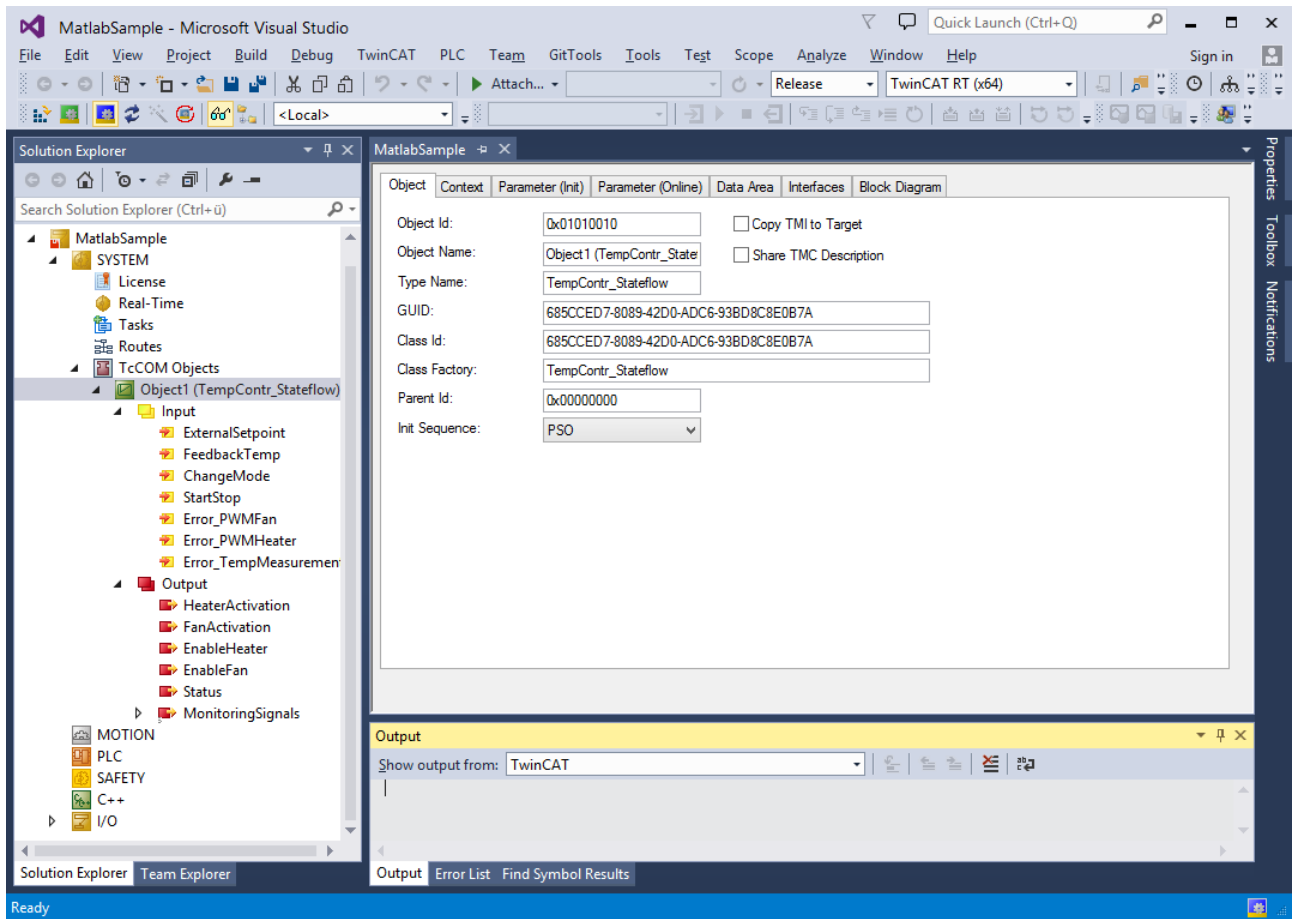 MatlabSample - Microsoft Visual Studio
Quick Launch (Ctrl+Q)
File Edit View Project Build Debug TwinCAT PLC Team GitTools Tools Test Scope Analyze Window Help Sign in
Attach... Release TwinCAT RT (x64)
<Local>
Solution Explorer
Search Solution Explorer (Ctrl+ü)
MatlabSample
SYSTEM
License
Real-Time
Tasks
Routes
TcCOM Objects
Object1 (TempContr_Stateflow)
Input
ExternalSetpoint
FeedbackTemp
ChangeMode
StartStop
Error_PWMFan
Error_PWMHeater
Error_TempMeasuremen
Output
HeaterActivation
FanActivation
EnableHeater
EnableFan
Status
MonitoringSignals
MOTION
PLC
SAFETY
C++
I/O
Solution Explorer Team Explorer
MatlabSample
Object Context Parameter (Init) Parameter (Online) Data Area Interfaces Block Diagram
Object Id: 0x01010010 Copy TMI to Target
Object Name: Object1 (TempContr_State Share TMC Description
Type Name: TempContr_Stateflow
GUID: 685CCED7-8089-42D0-ADC6-93BD8C8E0B7A
Class Id: 685CCED7-8089-42D0-ADC6-93BD8C8E0B7A
Class Factory: TempContr_Stateflow
Parent Id: 0x00000000
Init Sequence: PSO
Output
Show output from: TwinCAT
Output Error List Find Symbol Results
Properties
Toolbox
Notifications
Ready